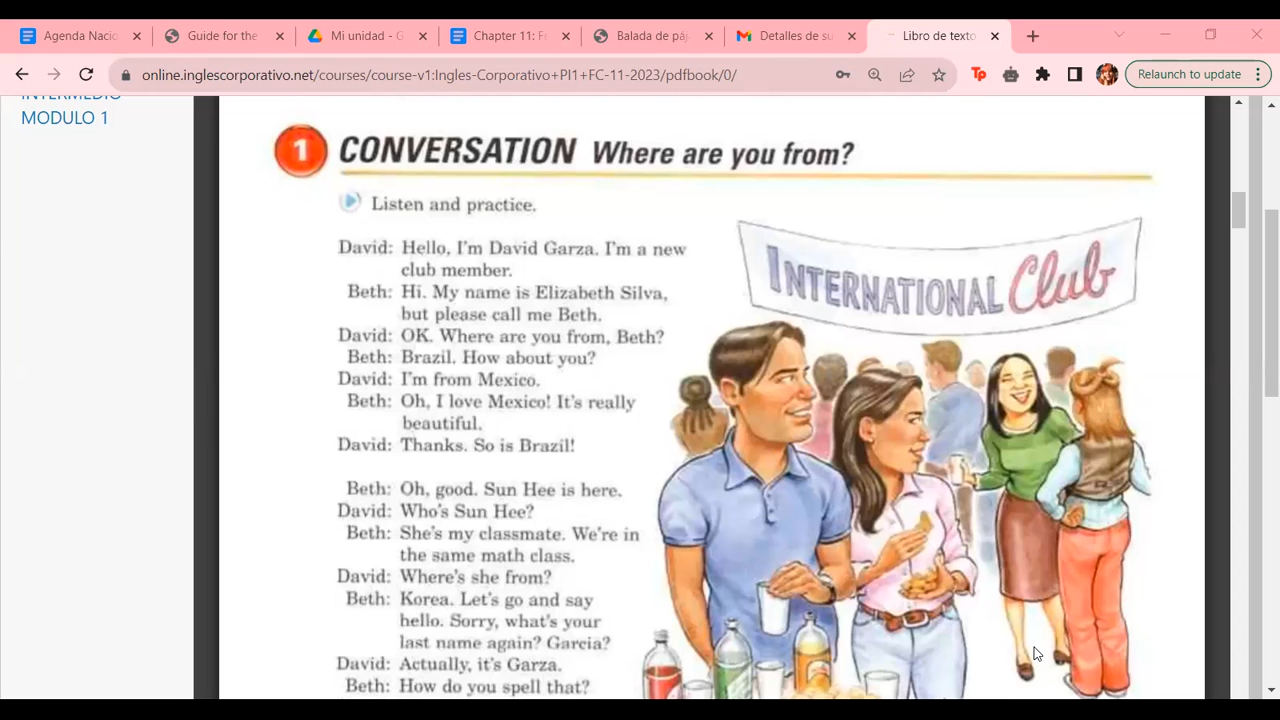 Agenda Naci
Guide for the
Mi unidad - G
Chapter 11: F
Balada de páj
Detalles de su
Libro de texto
online.inglescorporativo.net/courses/course-v1:Ingles-Corporativo+PI1+FC-11-2023/pdfbook/0/
Tp
Relaunch to update
INTERMEDIO
MODULO 1
1 CONVERSATION Where are you from?
Listen and practice.
David: Hello, I'm David Garza. I'm a new
club member.
Beth: Hi. My name is Elizabeth Silva,
but please call me Beth.
David: OK. Where are you from, Beth?
Beth: Brazil. How about you?
David: I'm from Mexico.
Beth: Oh, I love Mexico! It's really
beautiful.
David: Thanks. So is Brazil!
Beth: Oh, good. Sun Hee is here.
David: Who's Sun Hee?
Beth: She's my classmate. We're in
the same math class.
David: Where's she from?
Beth: Korea. Let's go and say
hello. Sorry, what's your
last name again? Garcia?
David: Actually, it's Garza.
Beth: How do you spell that?
INTERNATIONAL Club